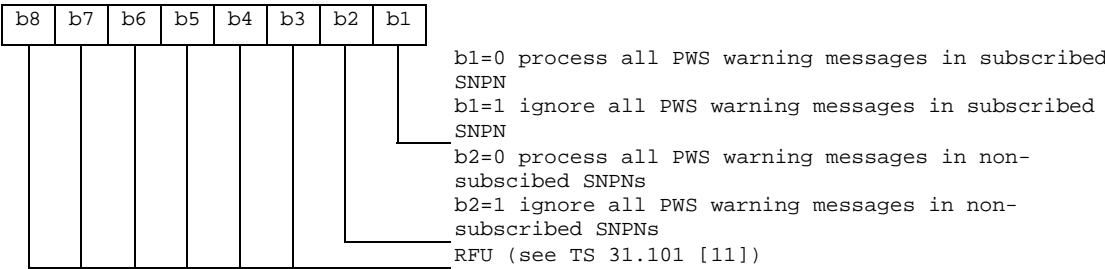 b8 b7 b6 b5 b4 b3 b2 b1
b1=0 process all PWS warning messages in subscribed
SNPN
b1=1 ignore all PWS warning messages in subscribed
SNPN
b2=0 process all PWS warning messages in non-
subscibed SNPNs
b2=1 ignore all PWS warning messages in non-
subscribed SNPNs
RFU (see TS 31.101 [11])